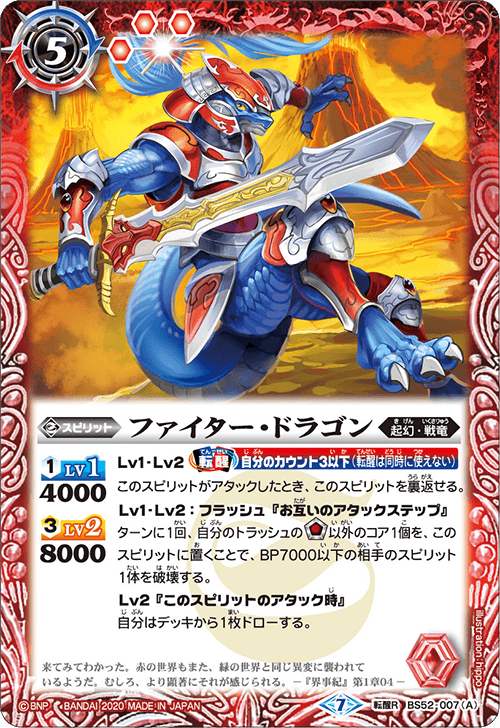 5
スピリット
ファイター・ドラゴン
起幻・戦竜
1 LV1
4000
3 LV2
8000
Lv1・Lv2 転醒 自分のカウント3以下(転醒は同時に使えない)
このスピリットがアタックしたとき、このスピリットを裏返せる。
Lv1・Lv2:フラッシュ『お互いのアタックステップ』
ターンに1回、自分のトラッシュの以外のコア1個を、この
スピリットに置くことで、BP7000以下の相手のスピリット
1体を破壊する。
Lv2『このスピリットのアタック時』
自分はデッキから1枚ドローする。
来てみてわかった。赤の世界もまた、緑の世界と同じ異変に襲われて
いるようだ。むしろ、より顕著にそれが感じられる。―『界事紀』第1章04―
illustration:hippo
©BNP BANDAI 2020 MADE IN JAPAN
7
転醒R
BS52-007(A)